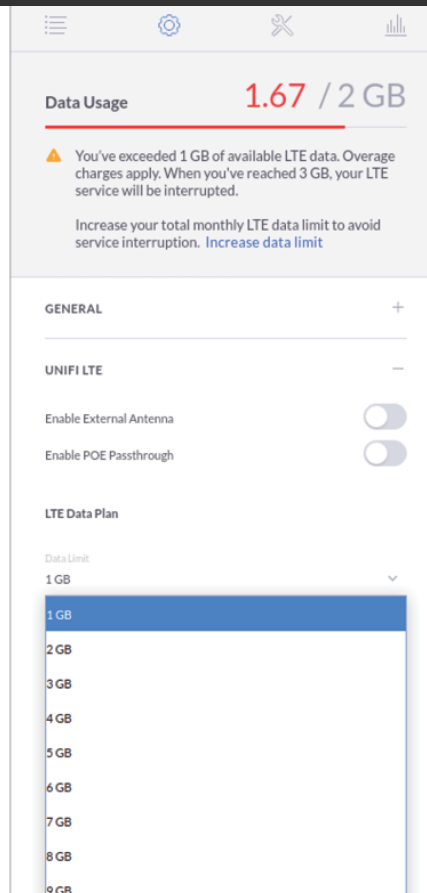 Data Usage 1.67 / 2 GB
You've exceeded 1 GB of available LTE data. Overage
charges apply. When you've reached 3 GB, your LTE
service will be interrupted.
Increase your total monthly LTE data limit to avoid
service interruption. Increase data limit
GENERAL
UNIFI LTE
Enable External Antenna
Enable POE Passthrough
LTE Data Plan
Data Limit
1 GB
1 GB
2 GB
3 GB
4 GB
5 GB
6 GB
7 GB
8 GB
9 GB